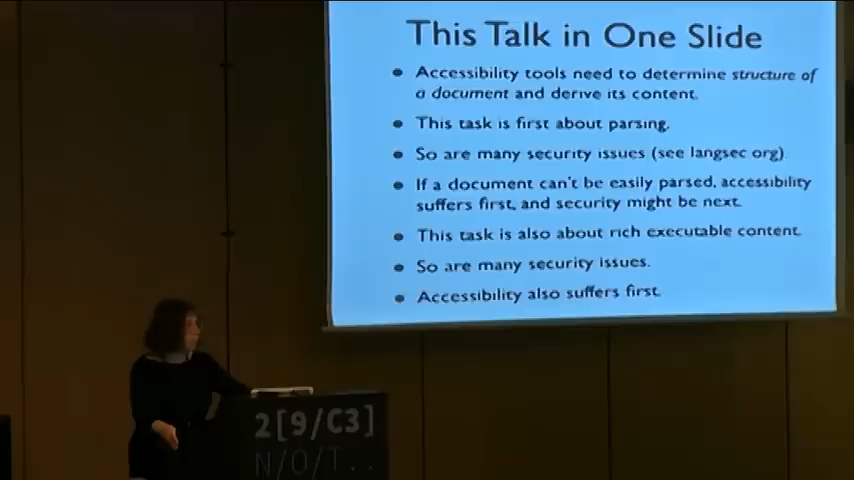 This Talk in One Slide
• Accessibility tools need to determine structure of
a document and derive its content.
• This task is first about parsing.
• So are many security issues (see langsec org)
• If a document can't be easily parsed, accessibility
suffers first, and security might be next.
• This task is also about rich executable content.
• So are many security issues.
• Accessibility also suffers first.
2[9/C3]
N/O/T...